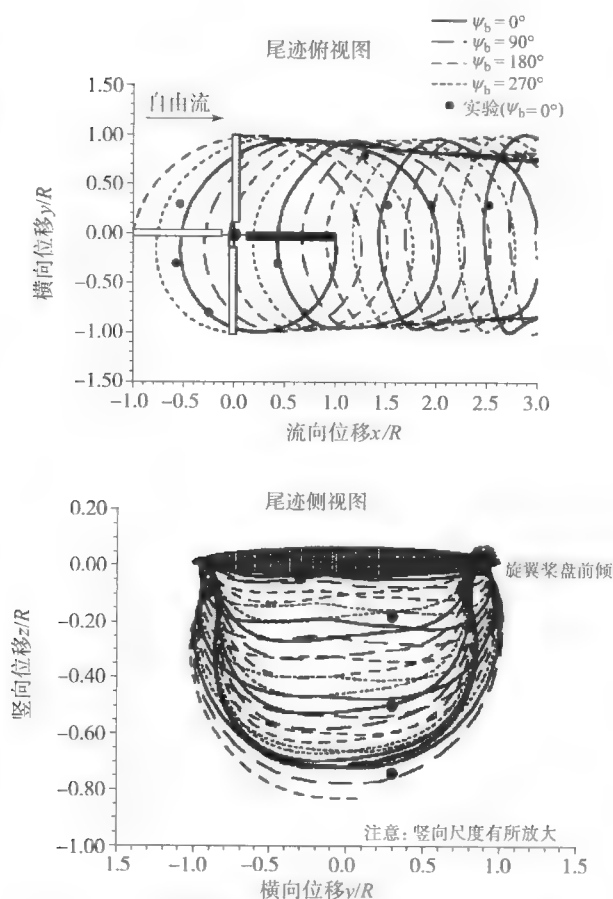 尾迹俯视图
ψb = 0°
ψb = 90°
ψb = 180°
ψb = 270°
实验(ψb=0°)
自由流
1.50
1.00
0.50
0.00
-0.50
-1.00
-1.50
横向位移y/R
-1.0 -0.5 0.0 0.5 1.0 1.5 2.0 2.5 3.0
流向位移x/R
尾迹侧视图
0.20
0.00
-0.20
-0.40
-0.60
-0.80
-1.00
竖向位移z/R
旋翼桨盘前倾
注意：竖向尺度有所放大
1.5 -1.0 -0.5 0.0 0.5 1.0 1.5
横向位移y/R